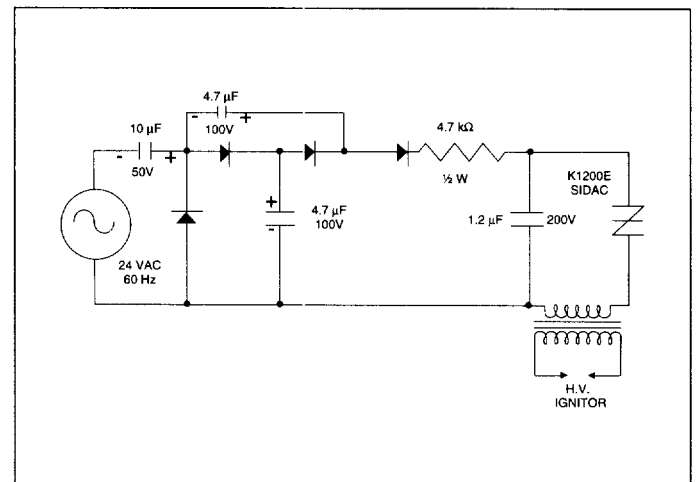 4.7 µF
- +
100V
10 µF
- +
50V
4.7 kΩ
½ W
K1200E
SIDAC
+
-
4.7 µF
100V
1.2 µF
200V
24 VAC
60 Hz
H.V.
IGNITOR